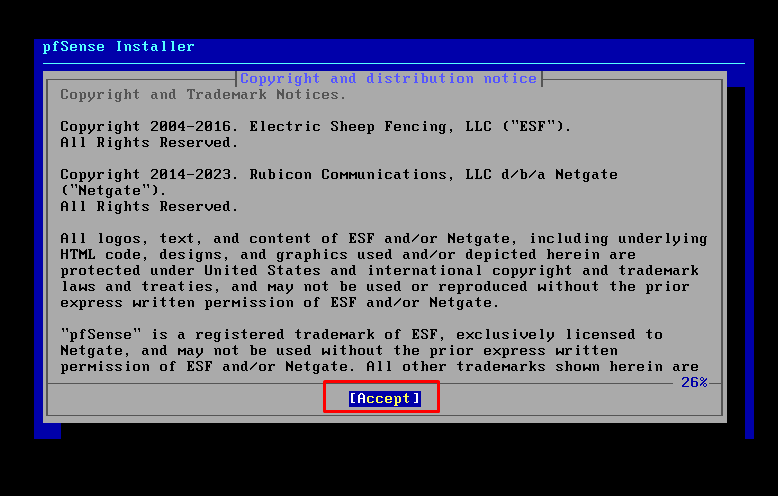 pfSense Installer
Copyright and distribution notice
Copyright and Trademark Notices.
Copyright 2004-2016. Electric Sheep Fencing, LLC ("ESF").
All Rights Reserved.
Copyright 2014-2023. Rubicon Communications, LLC d/b/a Netgate
("Netgate").
All Rights Reserved.
All logos, text, and content of ESF and/or Netgate, including underlying
HTML code, designs, and graphics used and/or depicted herein are
protected under United States and international copyright and trademark
laws and treaties, and may not be used or reproduced without the prior
express written permission of ESF and/or Netgate.
"pfSense" is a registered trademark of ESF, exclusively licensed to
Netgate, and may not be used without the prior express written
permission of ESF and/or Netgate. All other trademarks shown herein are
26%
[Accept]